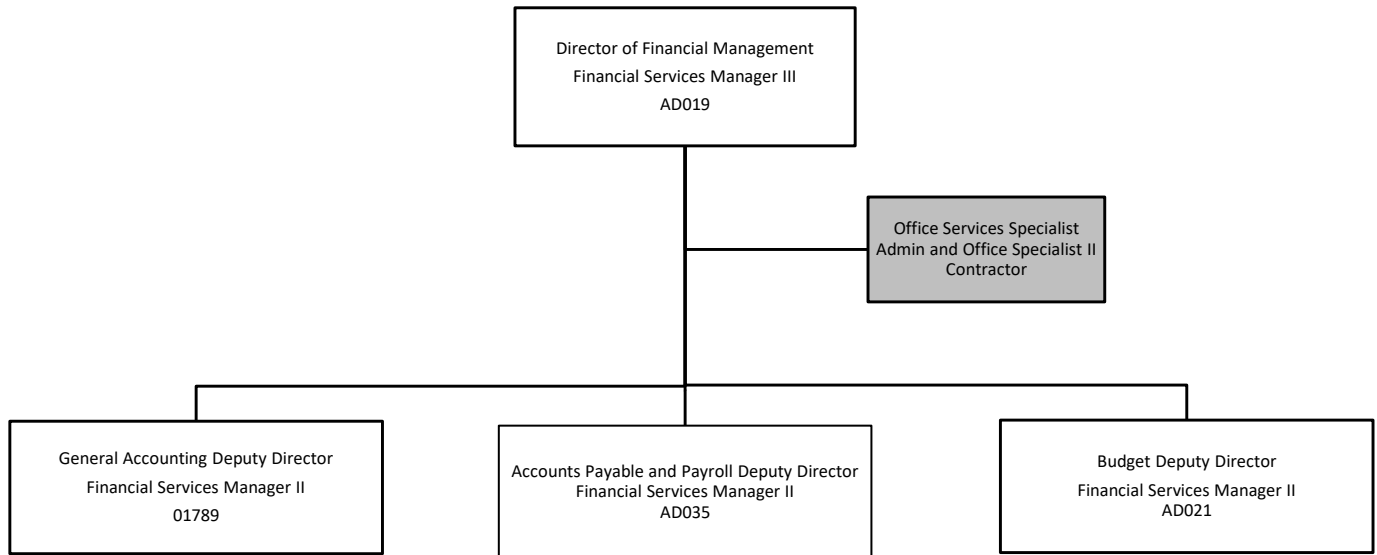 Director of Financial Management
Financial Services Manager III
AD019
Office Services Specialist
Admin and Office Specialist II
Contractor
General Accounting Deputy Director
Financial Services Manager II
01789
Accounts Payable and Payroll Deputy Director
Financial Services Manager II
AD035
Budget Deputy Director
Financial Services Manager II
AD021